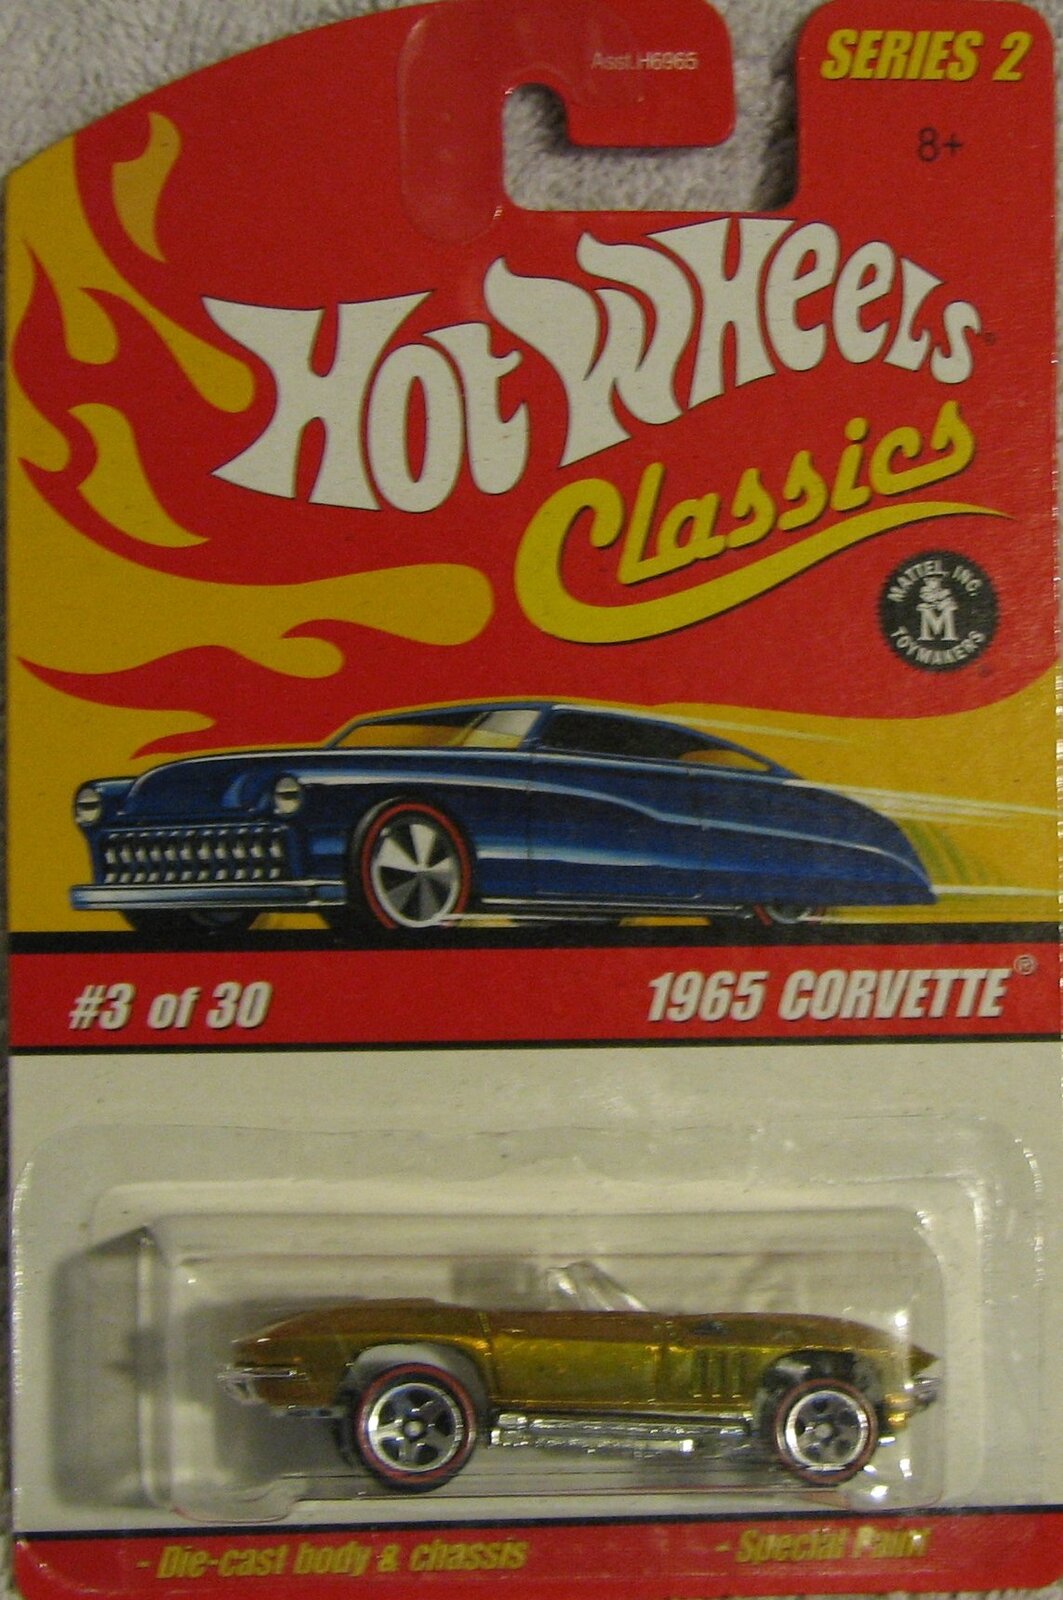 Asst.H6965
SERIES 2
8+
Hot Wheels®
Classics
MATTEL, INC.
M
TOYMAKERS
®
#3 of 30
1965 CORVETTE®
- Die-cast body & chassis
- Special Paint